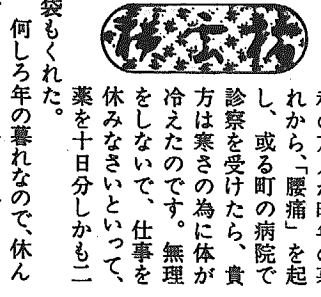 れから、「腰痛」を起
し、或る町の病院で
診察を受けたら、貴
方は寒さの為に体が
冷えたのです。無理
をしないで、仕事を
休みなさいといって、
薬を十日分しかも二
袋もくれた。
何しろ年の暮れなので、休ん